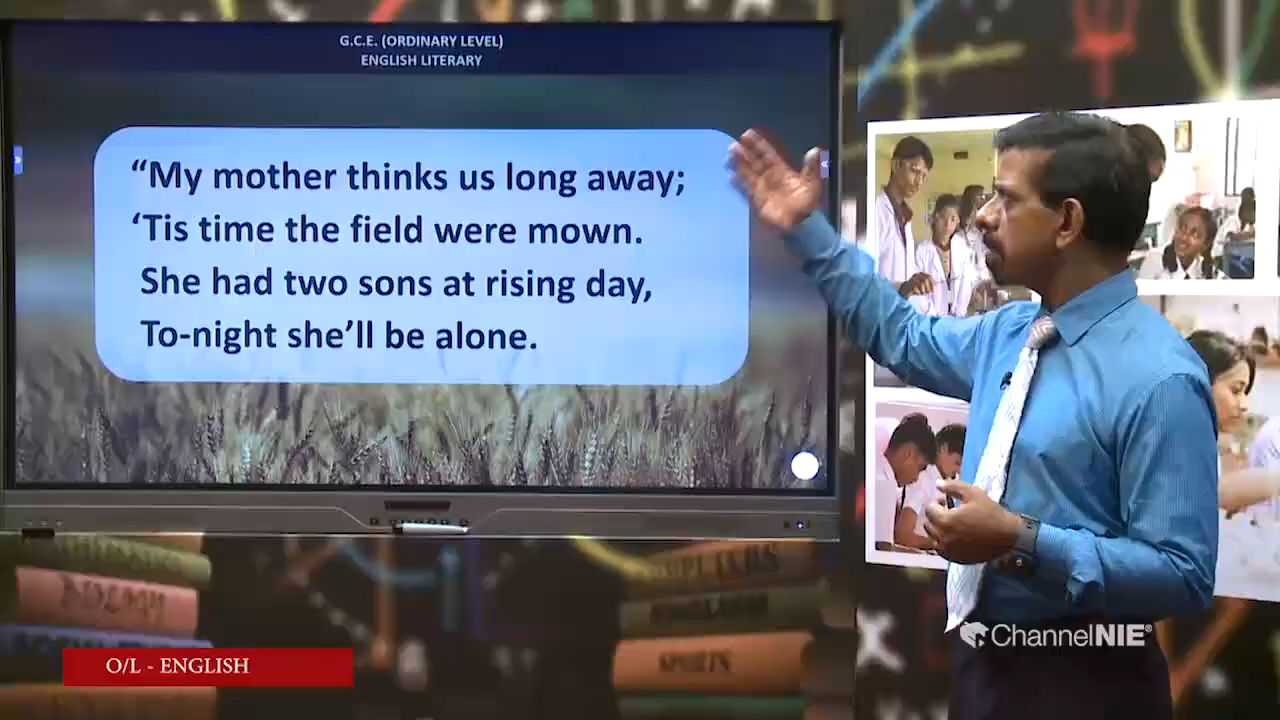 G.C.E. (ORDINARY LEVEL)
ENGLISH LITERARY
“My mother thinks us long away;
‘Tis time the field were mown.
She had two sons at rising day,
To-night she’ll be alone.
SPORTS
O/L - ENGLISH
ChannelNIE®